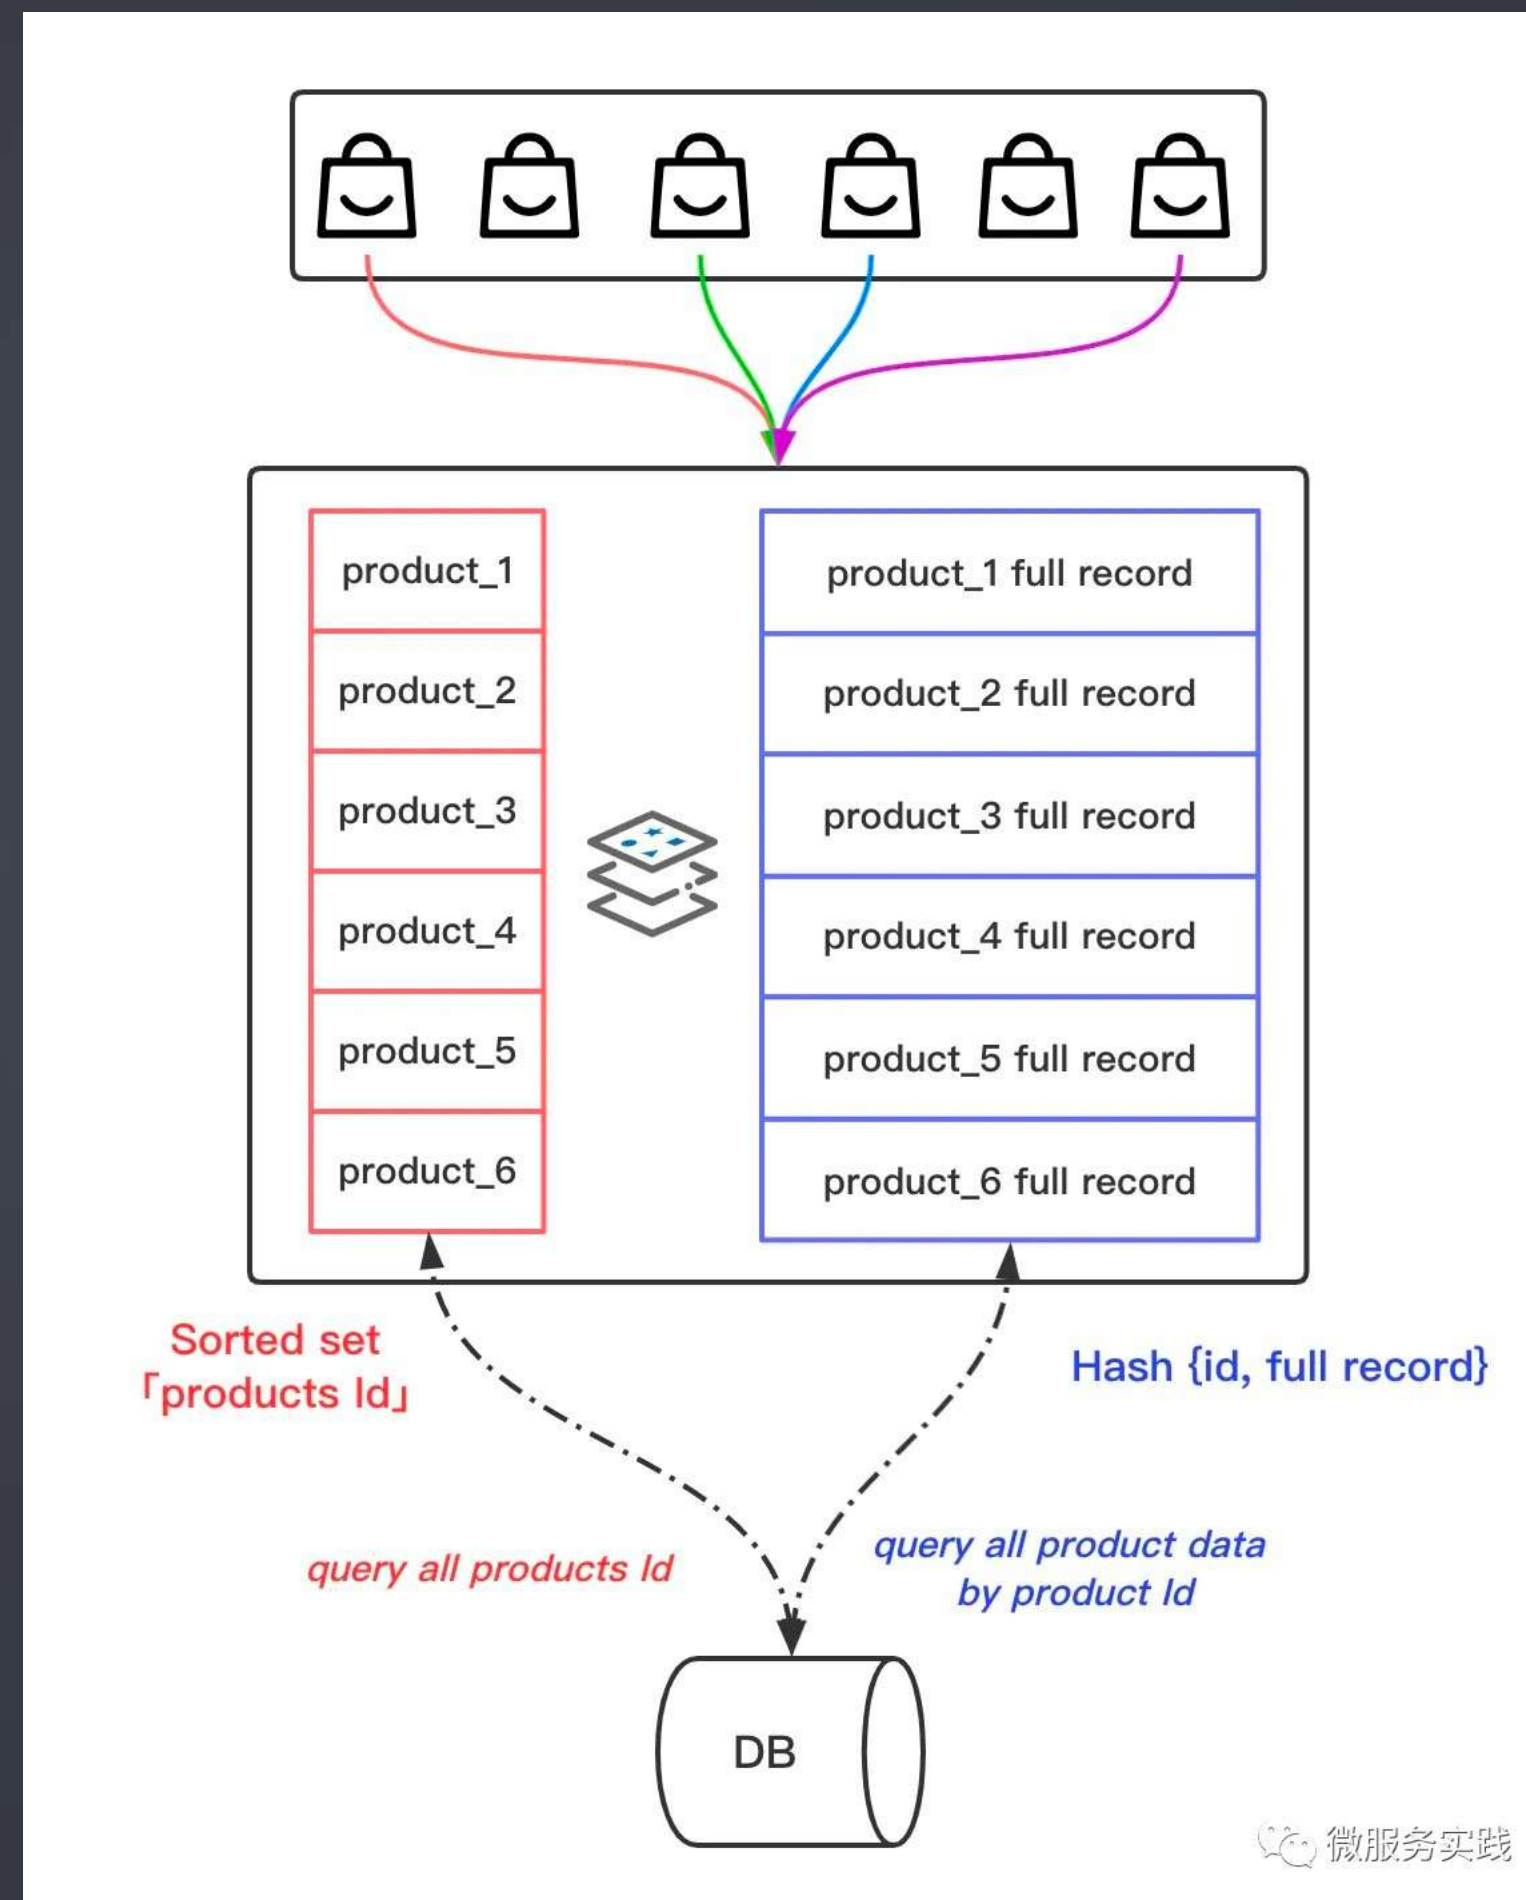 product_1
product_2
product_3
product_4
product_5
product_6
product_1 full record
product_2 full record
product_3 full record
product_4 full record
product_5 full record
product_6 full record
Sorted set
「products Id」
Hash {id, full record}
query all products Id
query all product data
by product Id
DB
微服务实践